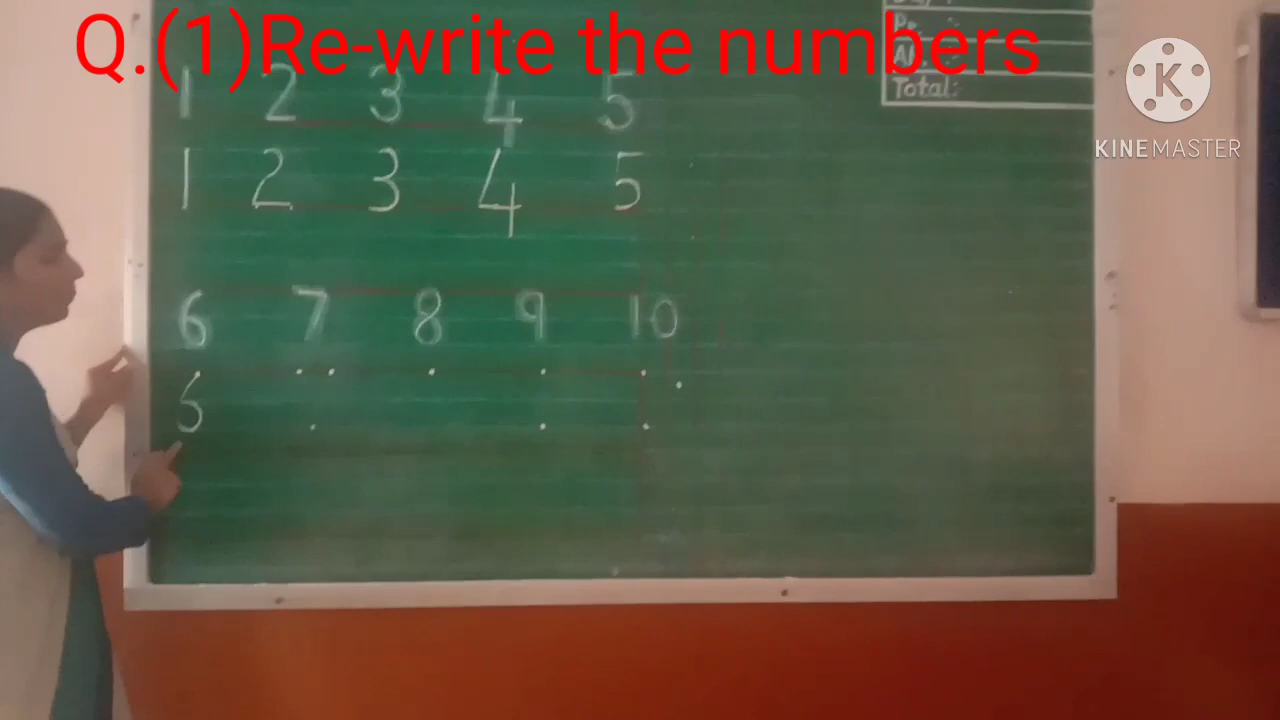 Q.(1)Re-write the numbers
Total:
KINEMASTER
1 2 3 4 5
1 2 3 4 5
6 7 8 9 10
6